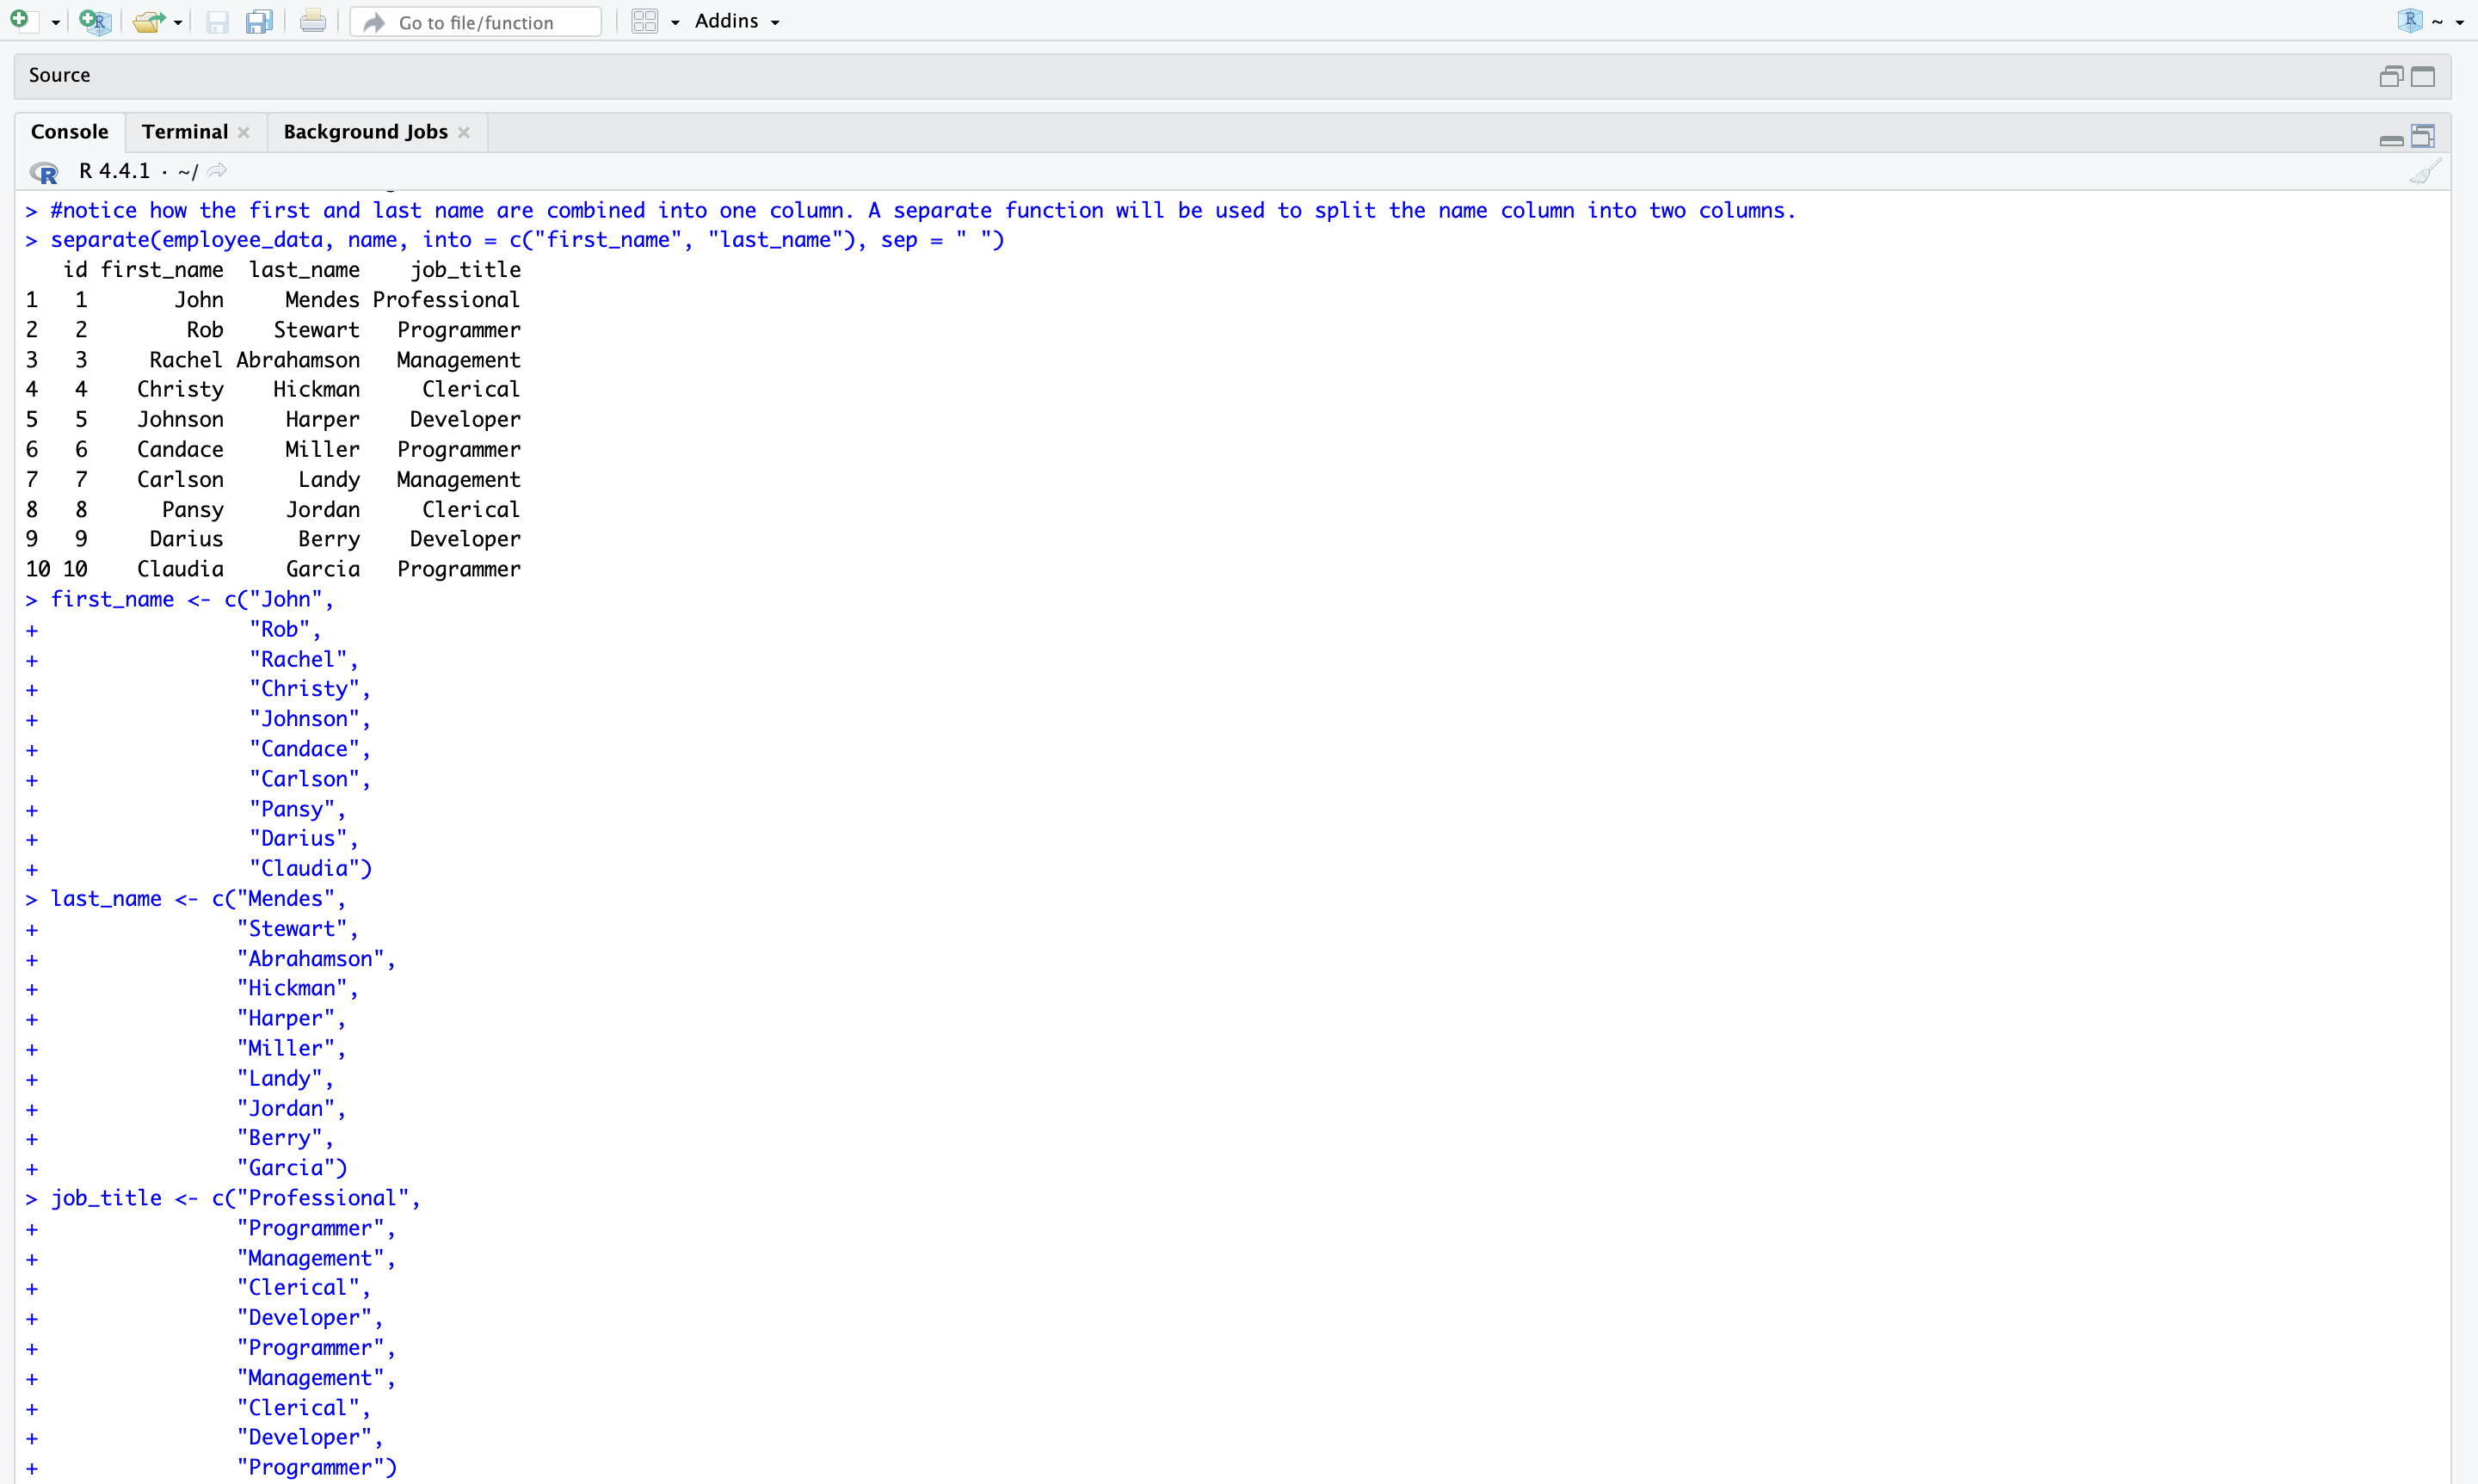 Go to file/function
Addins
R ~
Source
Console
Terminal
Background Jobs
R R 4.4.1 · ~/
> #notice how the first and last name are combined into one column. A separate function will be used to split the name column into two columns.
> separate(employee_data, name, into = c("first_name", "last_name"), sep = " ")
   id first_name  last_name    job_title
1   1       John     Mendes Professional
2   2        Rob    Stewart   Programmer
3   3     Rachel Abrahamson   Management
4   4    Christy    Hickman     Clerical
5   5    Johnson     Harper    Developer
6   6    Candace     Miller   Programmer
7   7    Carlson      Landy   Management
8   8      Pansy     Jordan     Clerical
9   9     Darius      Berry    Developer
10 10    Claudia     Garcia   Programmer
> first_name <- c("John",
+                 "Rob",
+                 "Rachel",
+                 "Christy",
+                 "Johnson",
+                 "Candace",
+                 "Carlson",
+                 "Pansy",
+                 "Darius",
+                 "Claudia")
> last_name <- c("Mendes",
+                "Stewart",
+                "Abrahamson",
+                "Hickman",
+                "Harper",
+                "Miller",
+                "Landy",
+                "Jordan",
+                "Berry",
+                "Garcia")
> job_title <- c("Professional",
+                "Programmer",
+                "Management",
+                "Clerical",
+                "Developer",
+                "Programmer",
+                "Management",
+                "Clerical",
+                "Developer",
+                "Programmer")